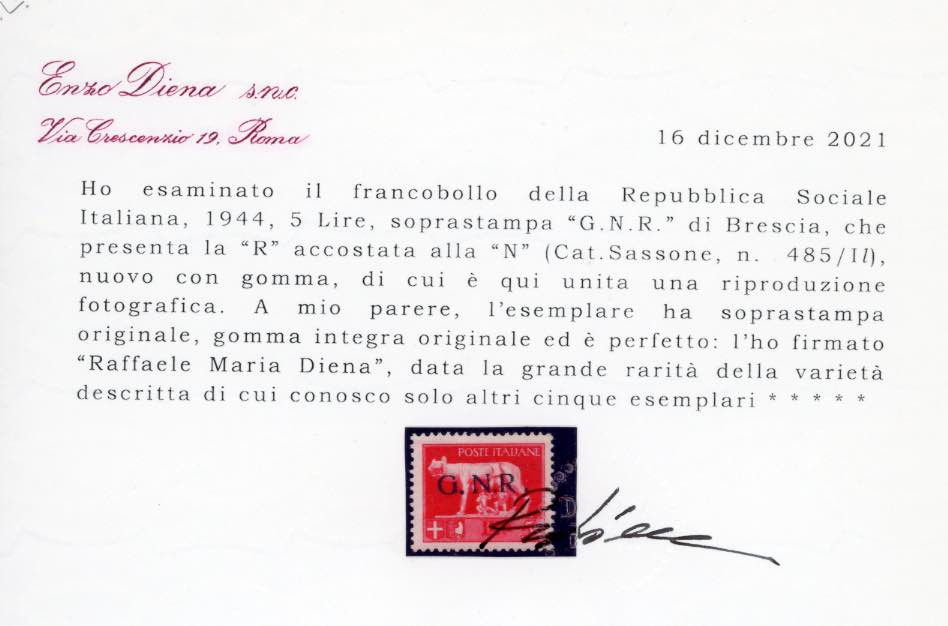 Enzo Diena s.n.c.
Via Crescenzio 19, Roma
16 dicembre 2021
Ho esaminato il francobollo della Repubblica Sociale
Italiana, 1944, 5 Lire, soprastampa “G.N.R.” di Brescia, che
presenta la “R” accostata alla “N” (Cat.Sassone, n. 485/Il),
nuovo con gomma, di cui è qui unita una riproduzione
fotografica. A mio parere, l’esemplare ha soprastampa
originale, gomma integra originale ed è perfetto: l’ho firmato
“Raffaele Maria Diena”, data la grande rarità della varietà
descritta di cui conosco solo altri cinque esemplari * * * * *
POSTE ITALIANE
G.N.R.